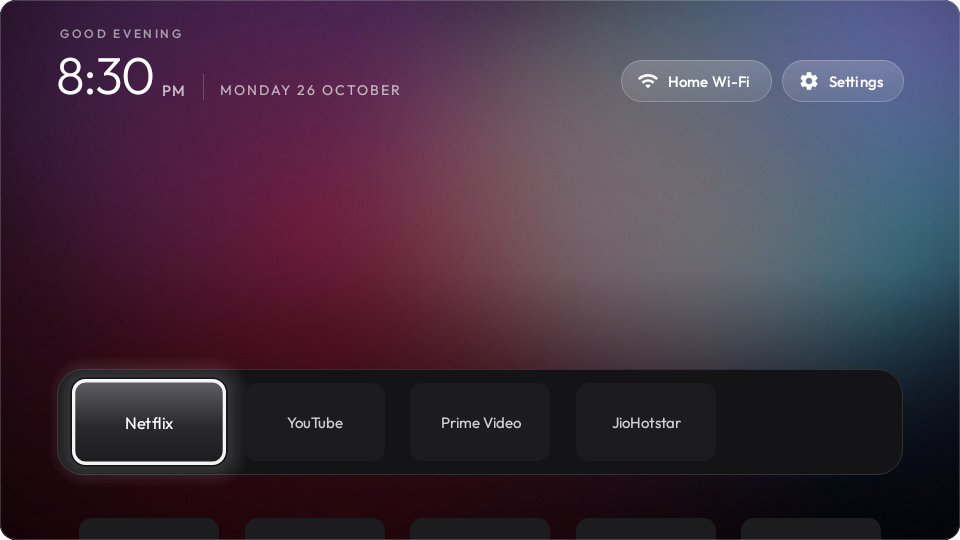 GOOD EVENING
8:30 PM
MONDAY 26 OCTOBER
Home Wi-Fi
Settings
Netflix
YouTube
Prime Video
JioHotstar